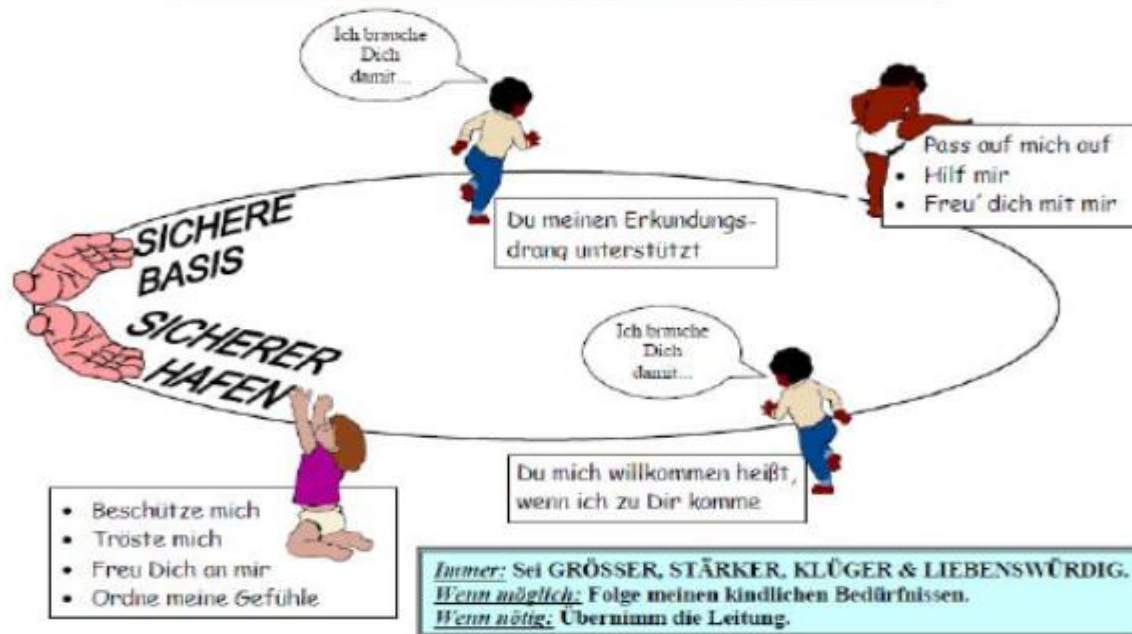 Ich brauche
Dich
damit...
Pass auf mich auf
• Hilf mir
• Freu' dich mit mir
SICHERE
BASIS
Du meinen Erkundungs-
drang unterstützt
SICHERER
HAFEN
Ich brauche
Dich
damit...
Du mich willkommen heißt,
wenn ich zu Dir komme
• Beschütze mich
• Tröste mich
• Freu Dich an mir
• Ordne meine Gefühle
Immer: Sei GRÖSSER, STÄRKER, KLÜGER & LIEBENSWÜRDIG.
Wenn möglich: Folge meinen kindlichen Bedürfnissen.
Wenn nötig: Übernimm die Leitung.